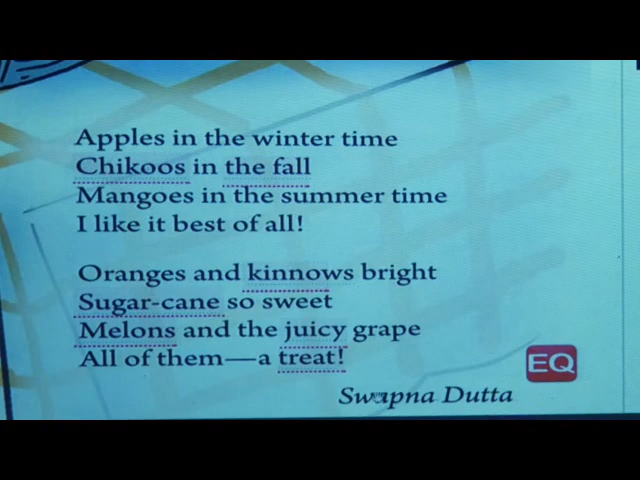 Apples in the winter time
Chikoos in the fall
Mangoes in the summer time
I like it best of all!
Oranges and kinnows bright
Sugar-cane so sweet
Melons and the juicy grape
All of them—a treat!
EQ
Swapna Dutta